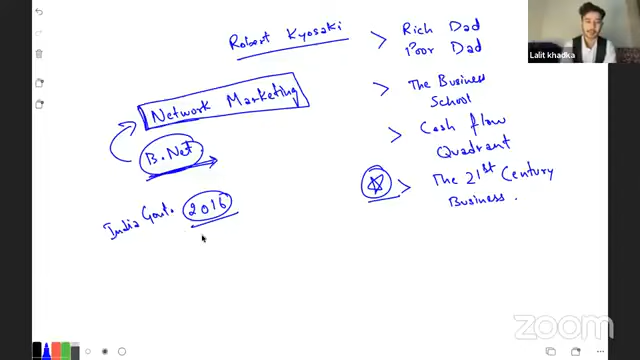 Robert Kyosaki
> Rich Dad
Poor Dad
Lalit khadka
Network Marketing
> The Business
School
B.Net.
> Cash flow
Quadrant
> The 21st Century
Business.
India Govt. 2016
zoom